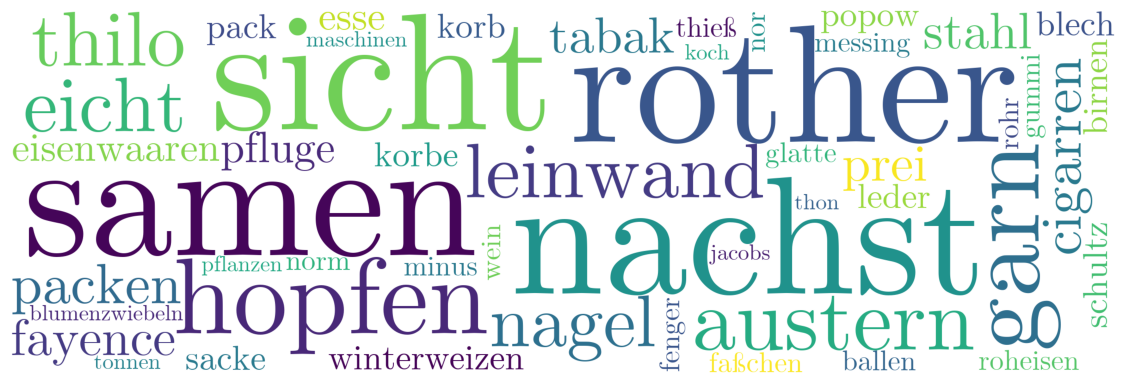 thilo
pack
esse
maschinen
korb
tabak
thieß
koch
nor
popow
messing
stahl
blech
sicht
rother
eicht
eisenwaaren
pfluge
korbe
leinwand
glatte
prei
leder
rohr
gummi
cigarren
birnen
samen
nachst
thon
garn
jacobs
wein
schultz
pflanzen
norm
minus
packen
blumenzwiebeln
hopfen
nagel
fenger
austern
fayence
tonnen
sacke
winterweizen
faßchen
ballen
roheisen